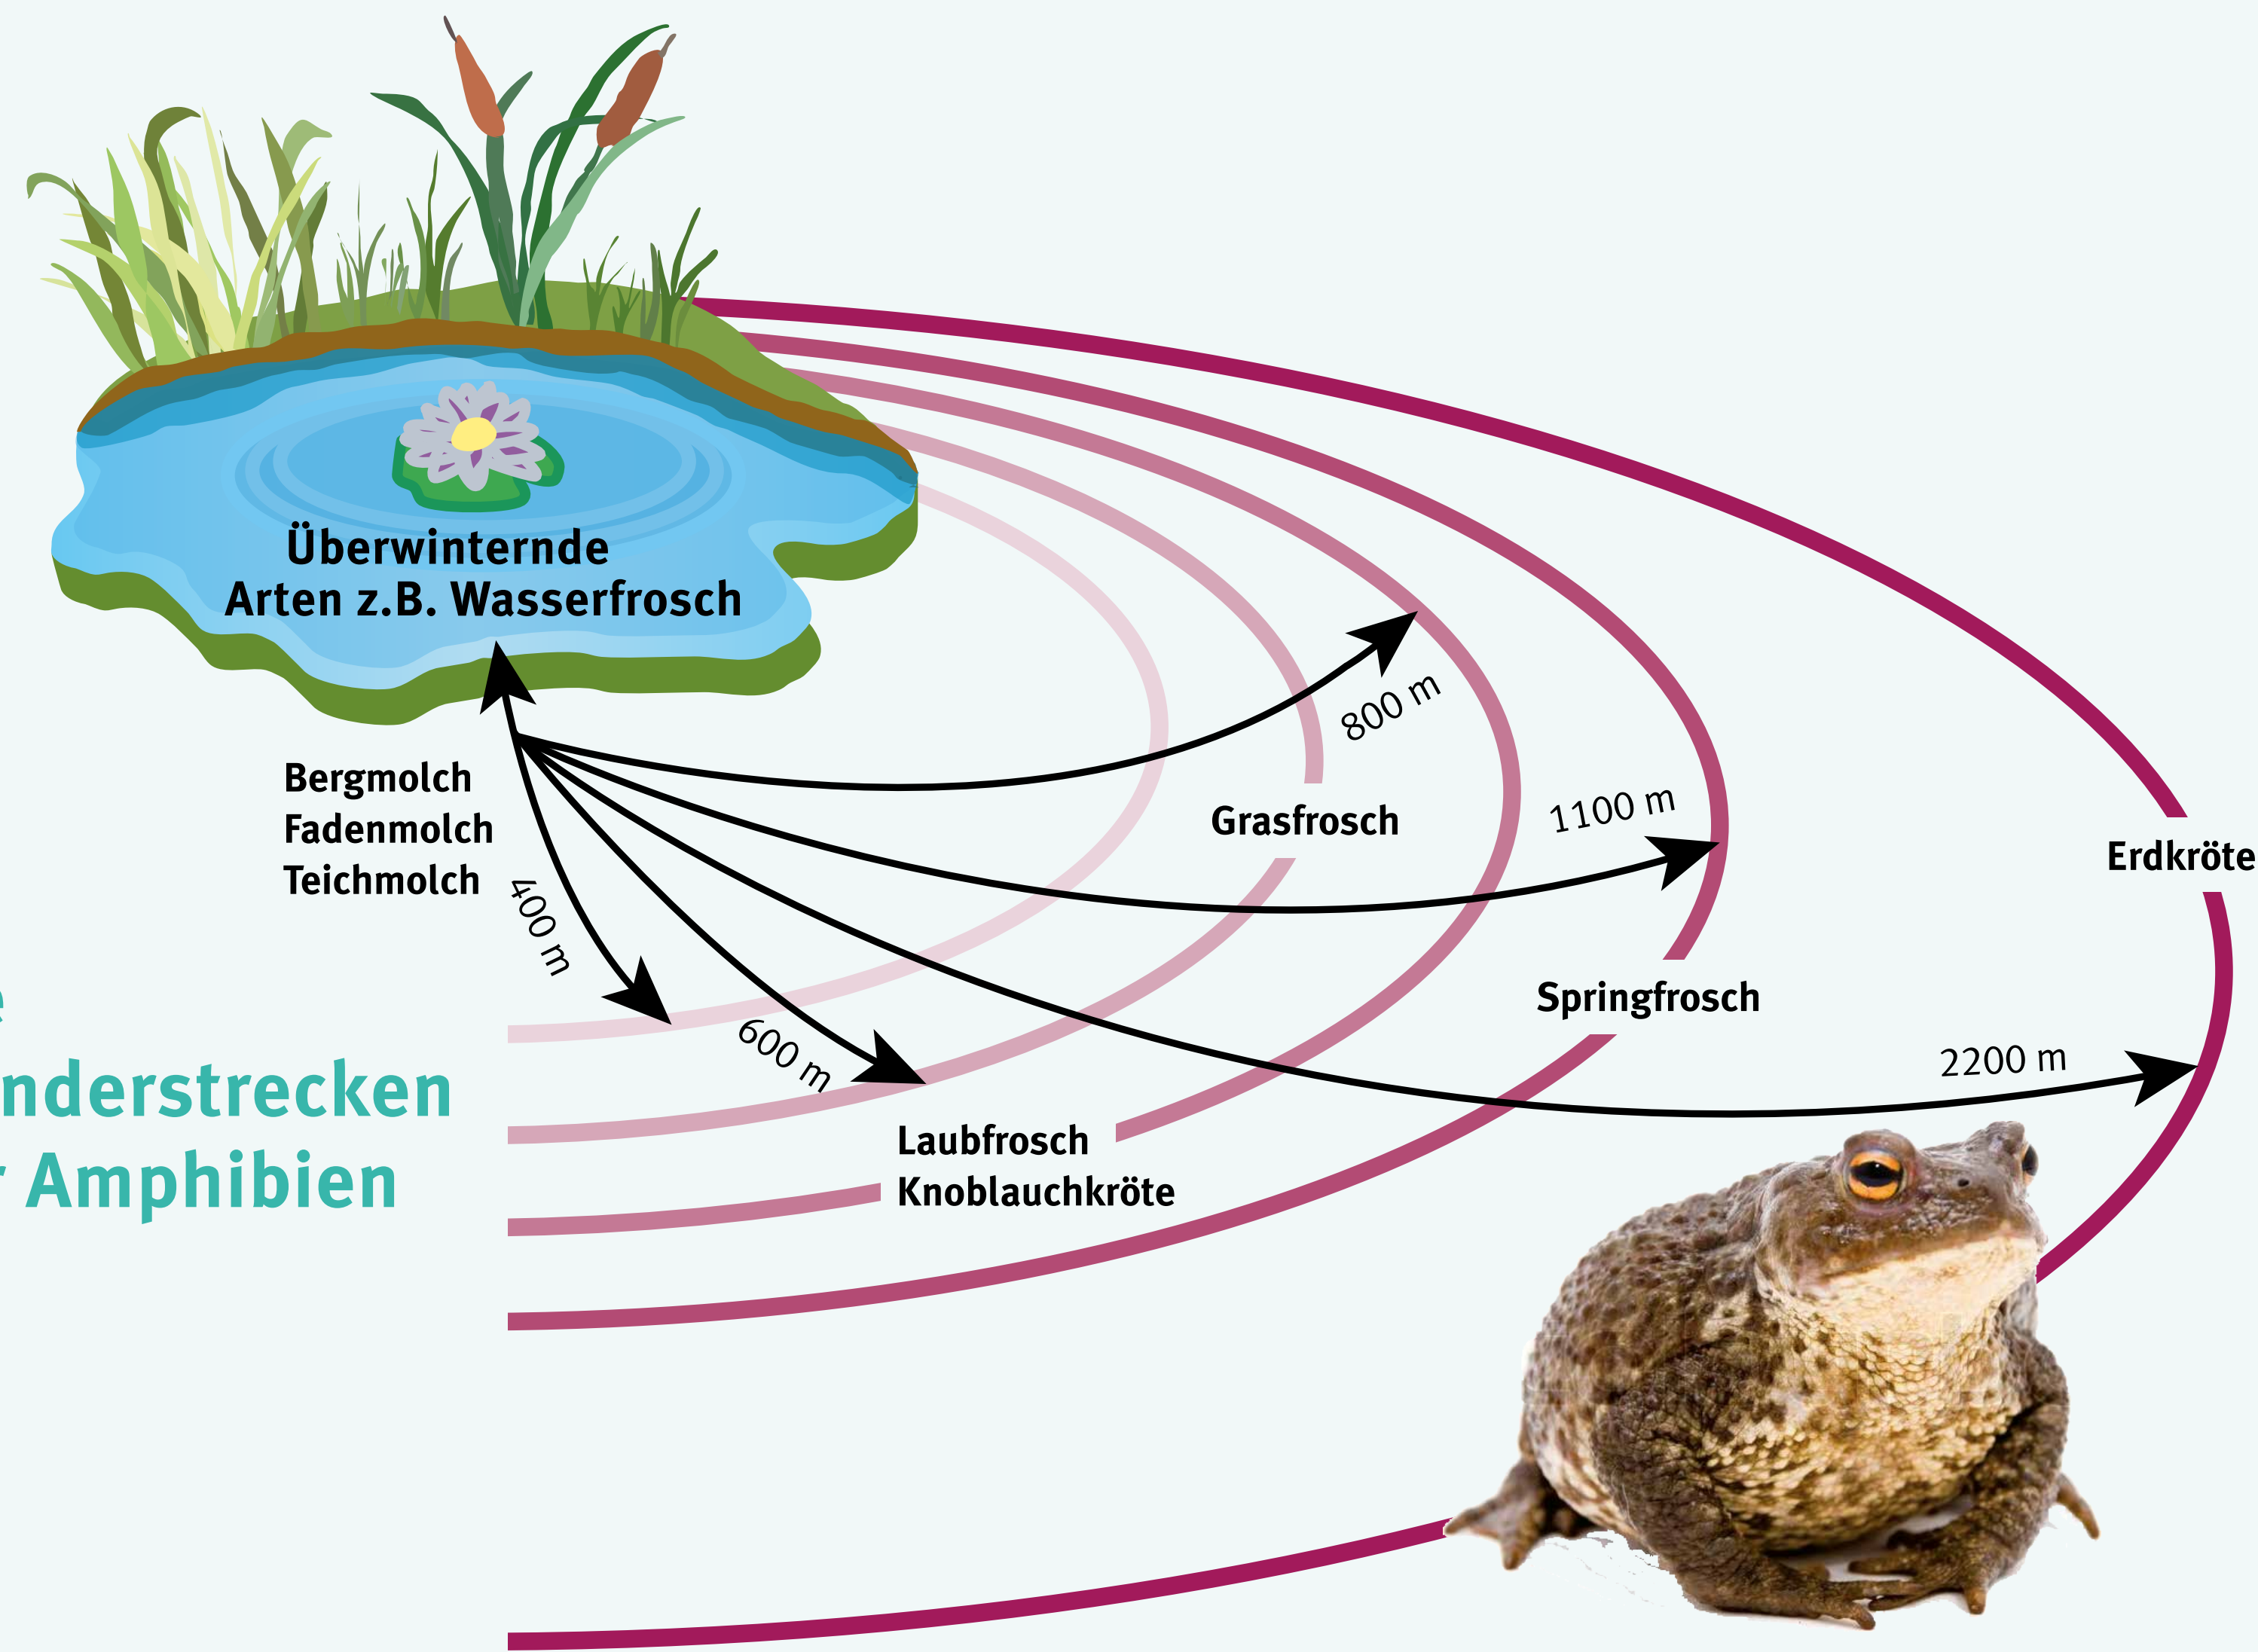 Überwinternde
Arten z.B. Wasserfrosch
Bergmolch
Fadenmolch
Teichmolch
400 m
600 m
800 m
1100 m
2200 m
Grasfrosch
Erdkröte
Springfrosch
Laubfrosch
Knoblauchkröte
nderstrecken
Amphibien